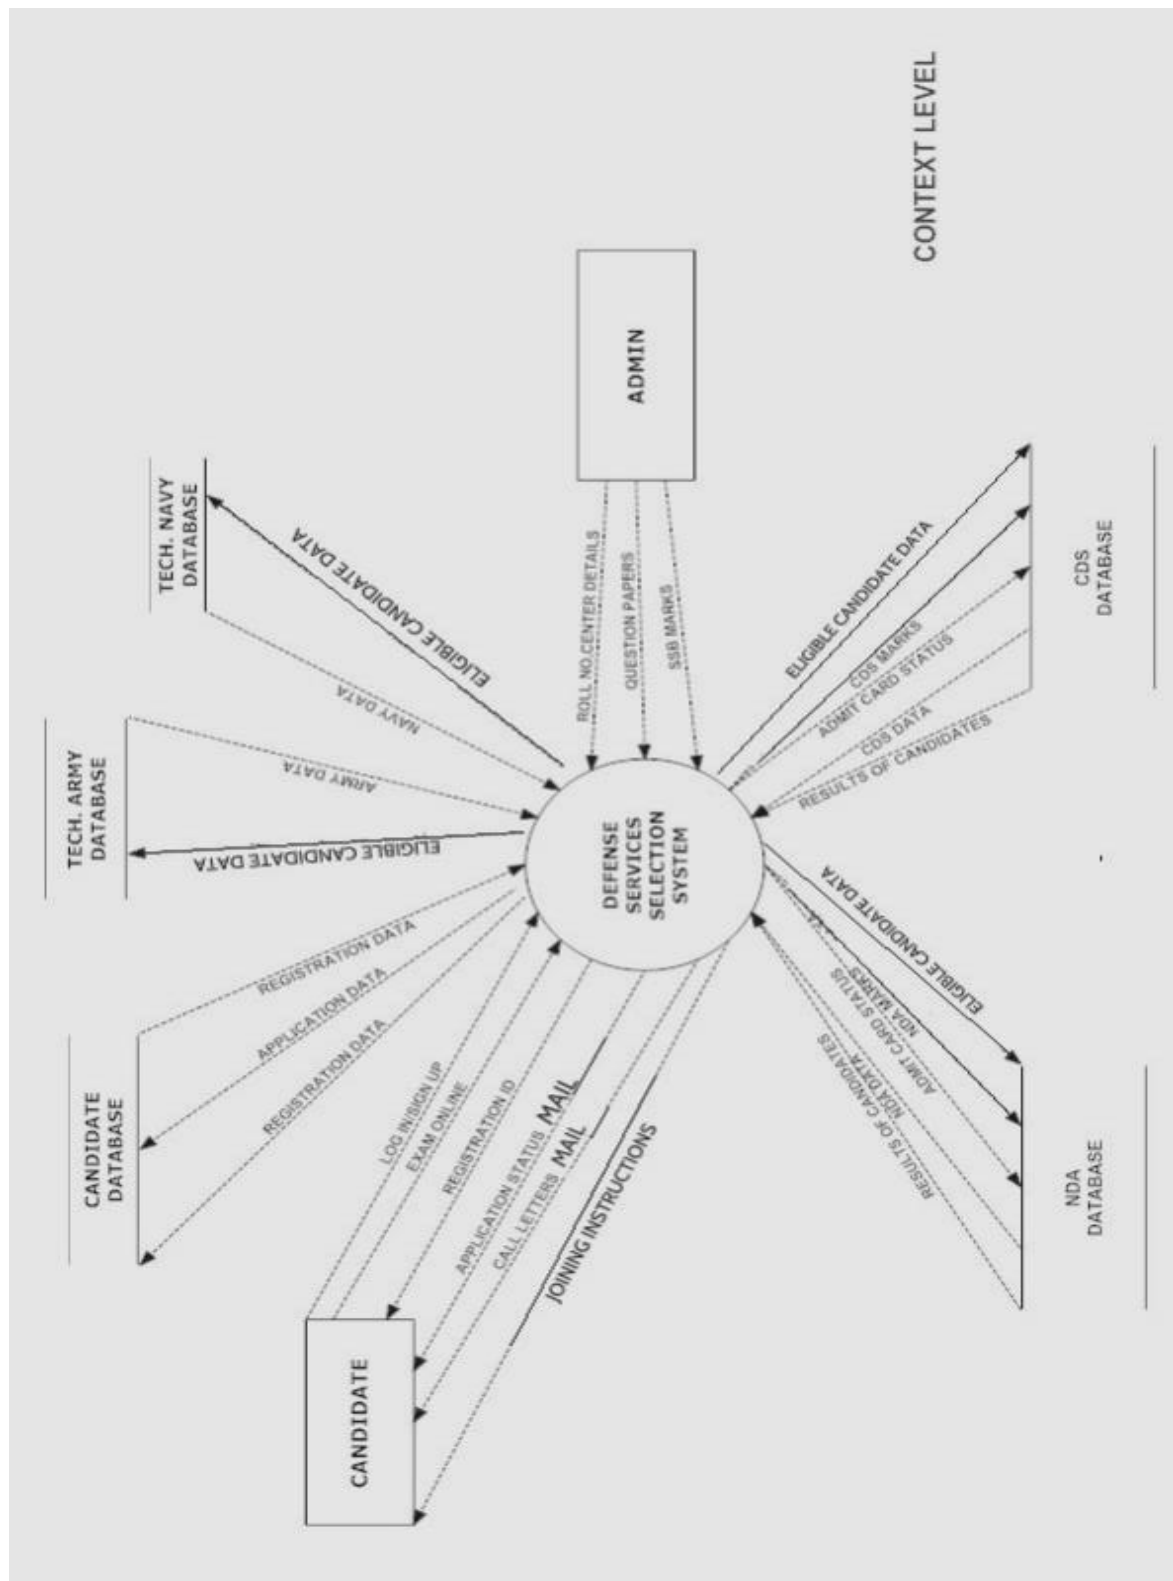 CONTEXT LEVEL
CANDIDATE
DATABASE
TECH. ARMY
DATABASE
TECH. NAVY
DATABASE
REGISTRATION DATA
APPLICATION DATA
REGISTRATION DATA
ELIGIBLE CANDIDATE DATA
ARMY DATA
NAVY DATA
ELIGIBLE CANDIDATE DATA
CANDIDATE
LOG IN/SIGN UP
EXAM ONLINE
REGISTRATION ID
APPLICATION STATUS MAIL
CALL LETTERS MAIL
JOINING INSTRUCTIONS
DEFENSE
SERVICES
SELECTION
SYSTEM
ROLL NO,CENTER DETAILS
QUESTION PAPERS
SSB MARKS
ADMIN
ELIGIBLE CANDIDATE DATA
NDA MARKS
ADMIT CARD STATUS
NDA DATA
RESULTS OF CANDIDATES
NDA
DATABASE
ELIGIBLE CANDIDATE DATA
CDS MARKS
ADMIT CARD STATUS
CDS DATA
RESULTS OF CANDIDATES
CDS
DATABASE